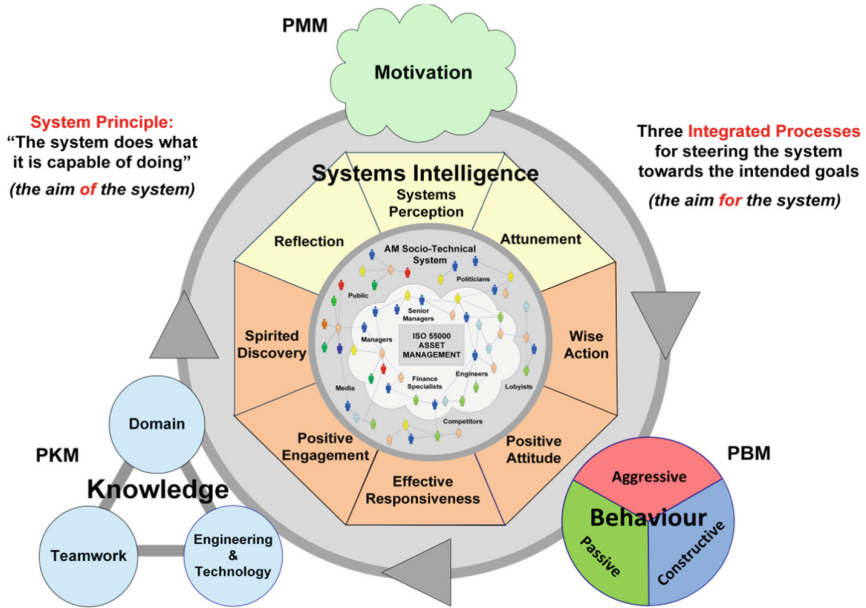 PMM
Motivation
System Principle:
“The system does what
it is capable of doing”
(the aim of the system)
Three Integrated Processes
for steering the system
towards the intended goals
(the aim for the system)
Systems Intelligence
Systems
Perception
Reflection
Attunement
Spirited
Discovery
Wise
Action
Positive
Engagement
Positive
Attitude
Effective
Responsiveness
AM Socio-Technical
System
Politicians
Public
Senior
Managers
Managers
ISO 55000
ASSET
MANAGEMENT
Engineers
Finance
Specialists
Media
Lobyists
Competitors
PKM
Domain
Knowledge
Teamwork
Engineering
&
Technology
PBM
Aggressive
Behaviour
Passive
Constructive